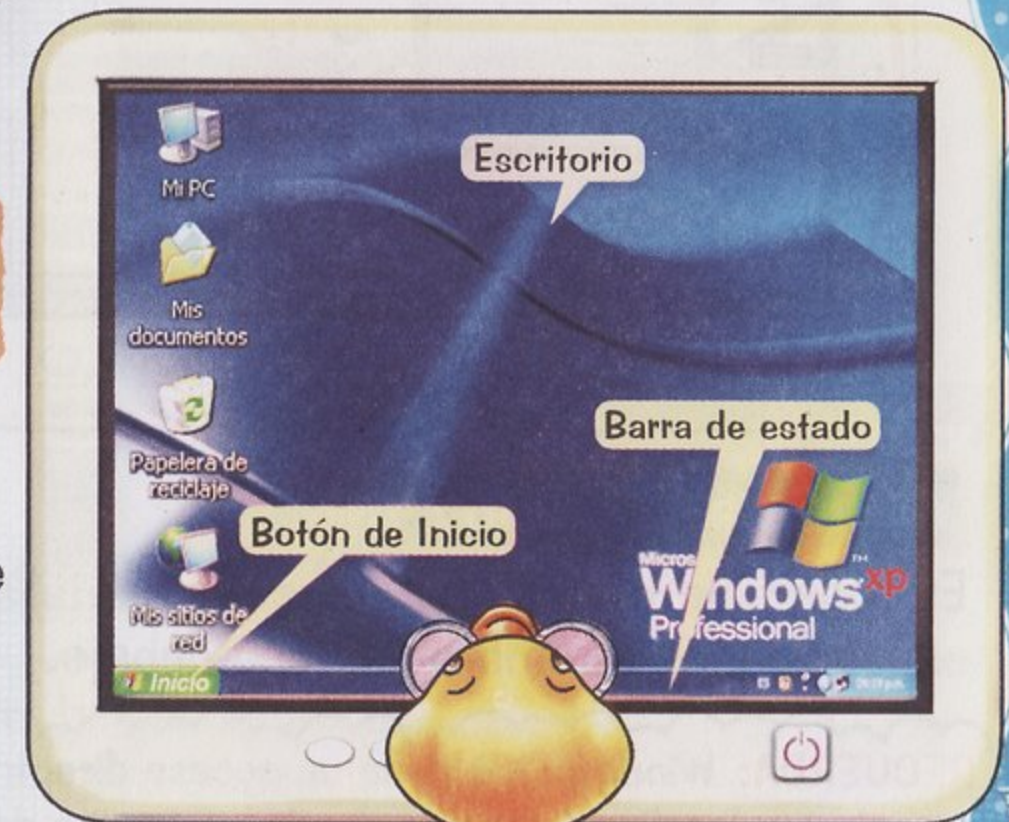 Mi PC
Escritorio
Mis
documentos
Barra de estado
Papelera de
reciclaje
Botón de Inicio
Windows xp
Professional
Mis sitios de
red
Inicio